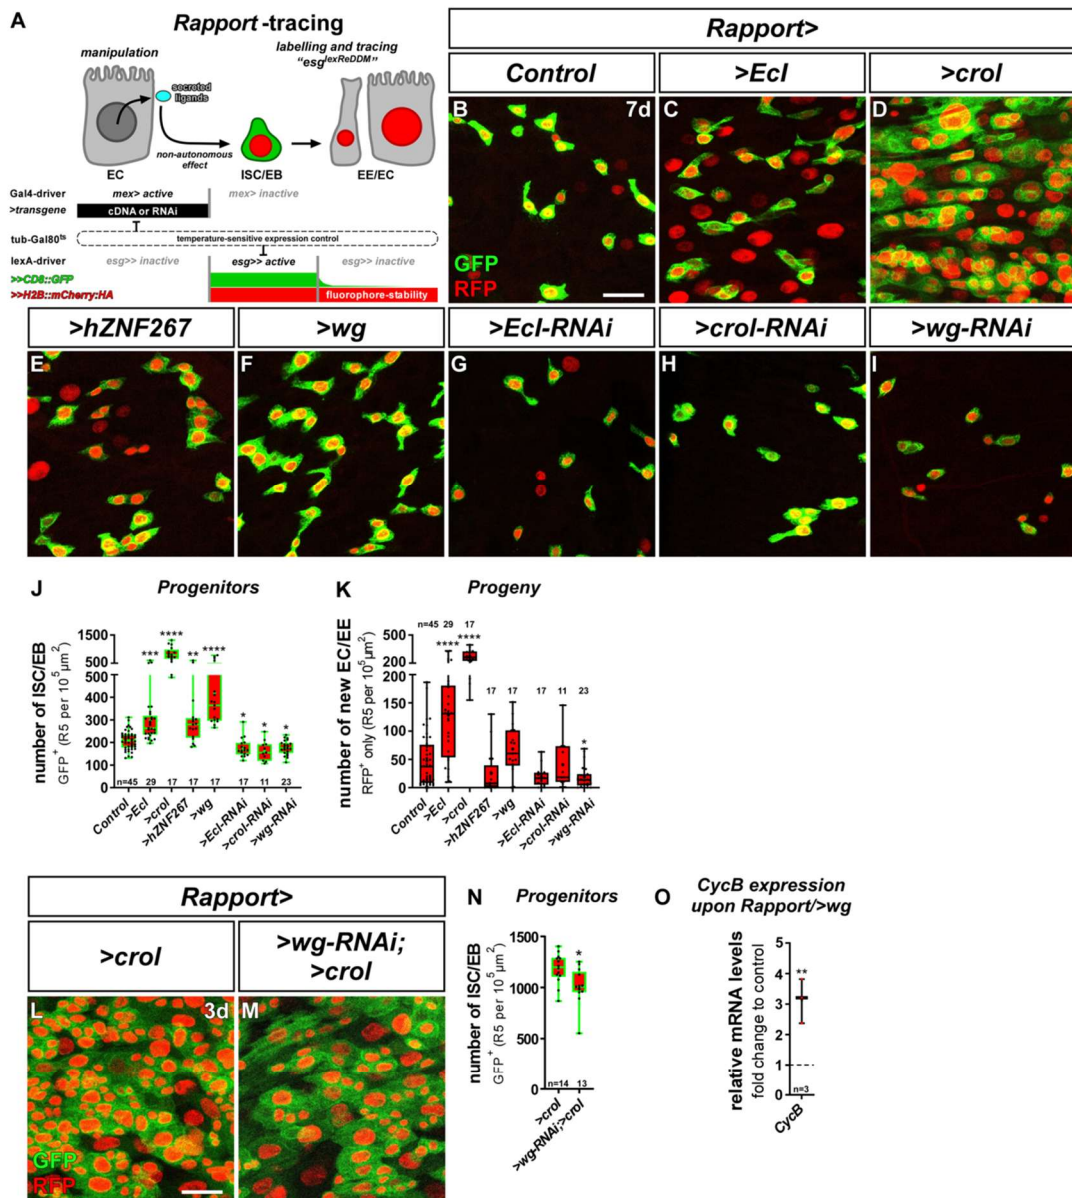 A
Rapport -tracing
manipulation
labelling and tracing
"esg^lexReDDM"
secreted
ligands
non-autonomous
effect
EC
ISC/EB
EE/EC
Gal4-driver
mex> active
mex> inactive
>transgene
cDNA or RNAi
tub-Gal80^ts
temperature-sensitive expression control
lexA-driver
esg>> inactive
esg>> active
esg>> inactive
>>CD8::GFP
>>H2B::mCherry:HA
fluorophore-stability
Rapport>
Control
>Ecl
>crol
B
7d
C
D
GFP
RFP
>hZNF267
>wg
>Ecl-RNAi
>crol-RNAi
>wg-RNAi
E
F
G
H
I
J
Progenitors
number of ISC/EB
GFP⁺ (R5 per 10⁵µm²)
1500
500
500
400
300
200
100
0
***
****
**
****
*
*
*
n=45
29
17
17
17
17
11
23
Control
>Ecl
>crol
>hZNF267
>wg
>Ecl-RNAi
>crol-RNAi
>wg-RNAi
K
Progeny
number of new EC/EE
RFP⁺ only (R5 per 10⁵µm²)
1500
500
200
200
150
100
50
0
n=45
29
17
****
****
17
17
17
11
23
*
Control
>Ecl
>crol
>hZNF267
>wg
>Ecl-RNAi
>crol-RNAi
>wg-RNAi
Rapport>
>crol
>wg-RNAi;
>crol
L
3d
M
GFP
RFP
N
Progenitors
number of ISC/EB
GFP⁺ (R5 per 10⁵µm²)
1500
1000
500
0
*
n=14
13
>crol
>wg-RNAi;>crol
O
CycB expression
upon Rapport/>wg
relative mRNA levels
fold change to control
5
4
3
2
1
0
**
n=3
CycB